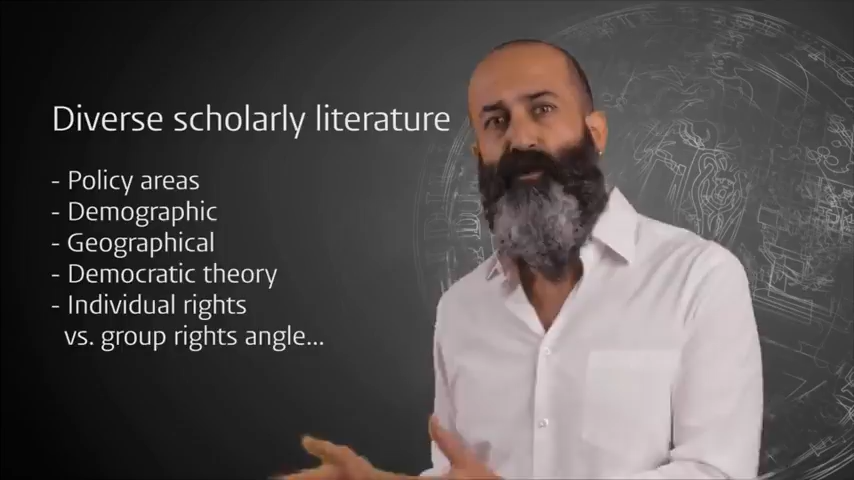 Diverse scholarly literature
- Policy areas
- Demographic
- Geographical
- Democratic theory
- Individual rights
vs. group rights angle...